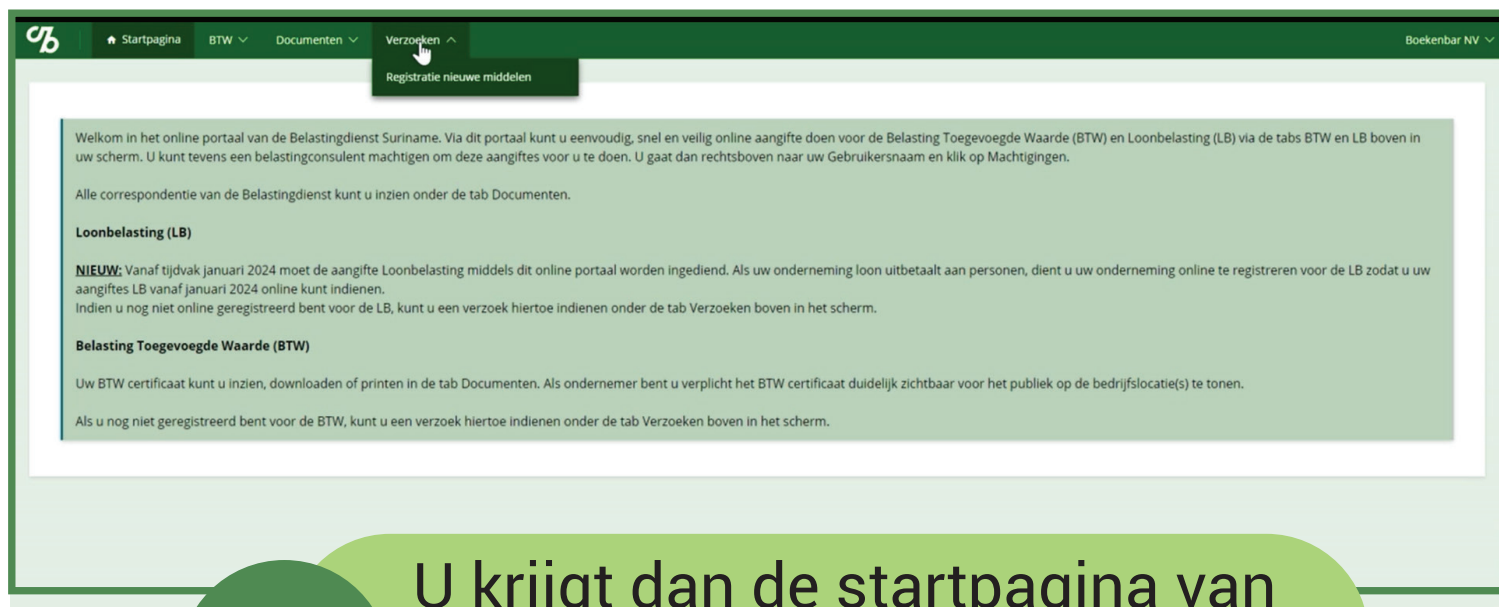 Startpagina BTW Documenten Verzoeken Boekenbar NV
Registratie nieuwe middelen
Welkom in het online portaal van de Belastingdienst Suriname. Via dit portaal kunt u eenvoudig, snel en veilig online aangifte doen voor de Belasting Toegevoegde Waarde (BTW) en Loonbelasting (LB) via de tabs BTW en LB boven in
uw scherm. U kunt tevens een belastingconsulent machtigen om deze aangiftes voor u te doen. U gaat dan rechtsboven naar uw Gebruikersnaam en klik op Machtigingen.
Alle correspondentie van de Belastingdienst kunt u inzien onder de tab Documenten.
Loonbelasting (LB)
NIEUW: Vanaf tijdvak januari 2024 moet de aangifte Loonbelasting middels dit online portaal worden ingediend. Als uw onderneming loon uitbetaalt aan personen, dient u uw onderneming online te registreren voor de LB zodat u uw
aangiftes LB vanaf januari 2024 online kunt indienen.
Indien u nog niet online geregistreerd bent voor de LB, kunt u een verzoek hiertoe indienen onder de tab Verzoeken boven in het scherm.
Belasting Toegevoegde Waarde (BTW)
Uw BTW certificaat kunt u inzien, downloaden of printen in de tab Documenten. Als ondernemer bent u verplicht het BTW certificaat duidelijk zichtbaar voor het publiek op de bedrijfslocatie(s) te tonen.
Als u nog niet geregistreerd bent voor de BTW, kunt u een verzoek hiertoe indienen onder de tab Verzoeken boven in het scherm.
U krijgt dan de startpagina van